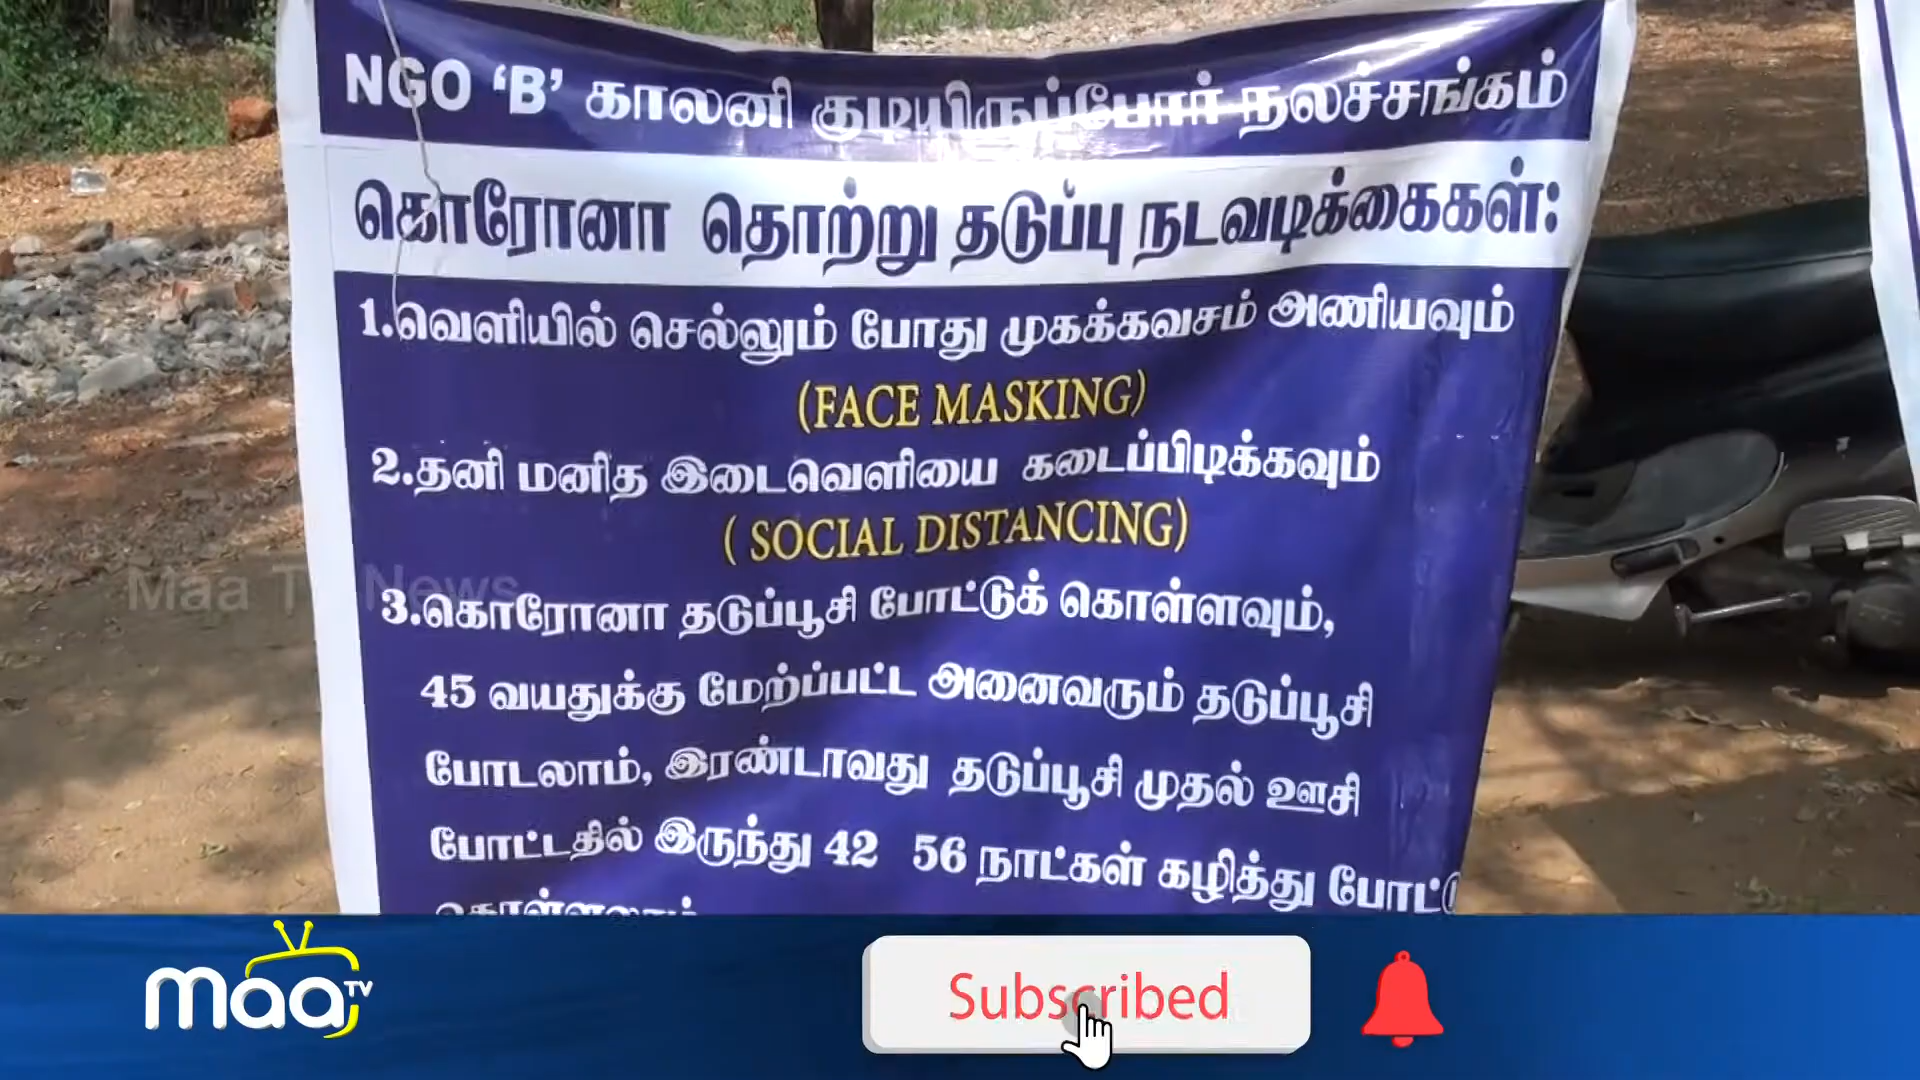 NGO ‘B’ காலனி குடியிருப்போர் நலச்சங்கம்
கொரோனா தொற்று தடுப்பு நடவடிக்கைகள்:
1.வெளியில் செல்லும் போது முகக்கவசம் அணியவும்
(FACE MASKING)
2.தனி மனித இடைவெளியை கடைப்பிடிக்கவும்
( SOCIAL DISTANCING)
Maa TV News
3.கொரோனா தடுப்பூசி போட்டுக் கொள்ளவும்,
45 வயதுக்கு மேற்ப்பட்ட அனைவரும் தடுப்பூசி
போடலாம், இரண்டாவது தடுப்பூசி முதல் ஊசி
போட்டதில் இருந்து 42 56 நாட்கள் கழித்து போட்டு
கொள்ளலாம்
maa TV
Subscribed